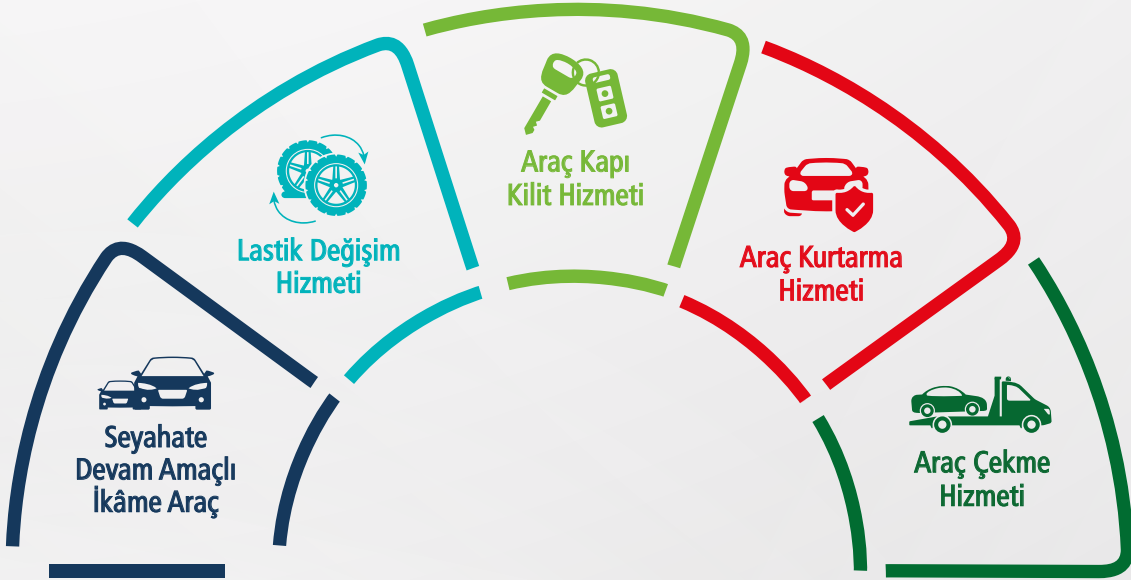 Seyahate
Devam Amaçlı
İkâme Araç
Lastik Değişim
Hizmeti
Araç Kapı
Kilit Hizmeti
Araç Kurtarma
Hizmeti
Araç Çekme
Hizmeti